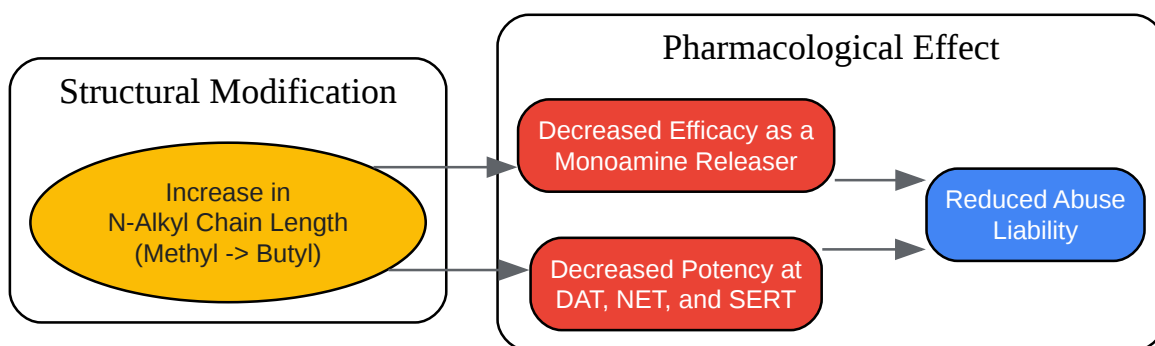 Structural Modification
Increase in
N-Alkyl Chain Length
(Methyl -> Butyl)
Pharmacological Effect
Decreased Efficacy as a
Monoamine Releaser
Decreased Potency at
DAT, NET, and SERT
Reduced Abuse
Liability